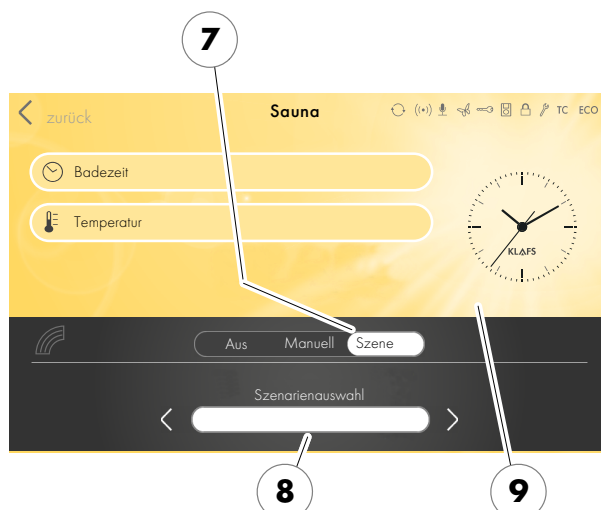 7
zurück Sauna TC ECO
Badezeit
Temperatur
KLAFS
Aus Manuell Szene
Szenarienauswahl
8 9